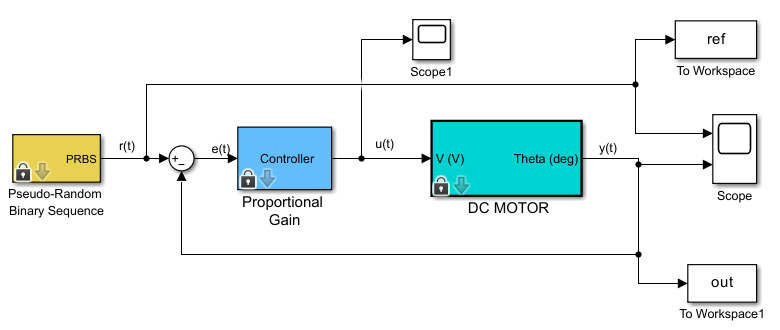 ref
To Workspace
Scope1
r(t)
PRBS
Pseudo-Random
Binary Sequence
+
−
e(t)
Controller
Proportional
Gain
u(t)
V (V)
Theta (deg)
DC MOTOR
y(t)
Scope
out
To Workspace1